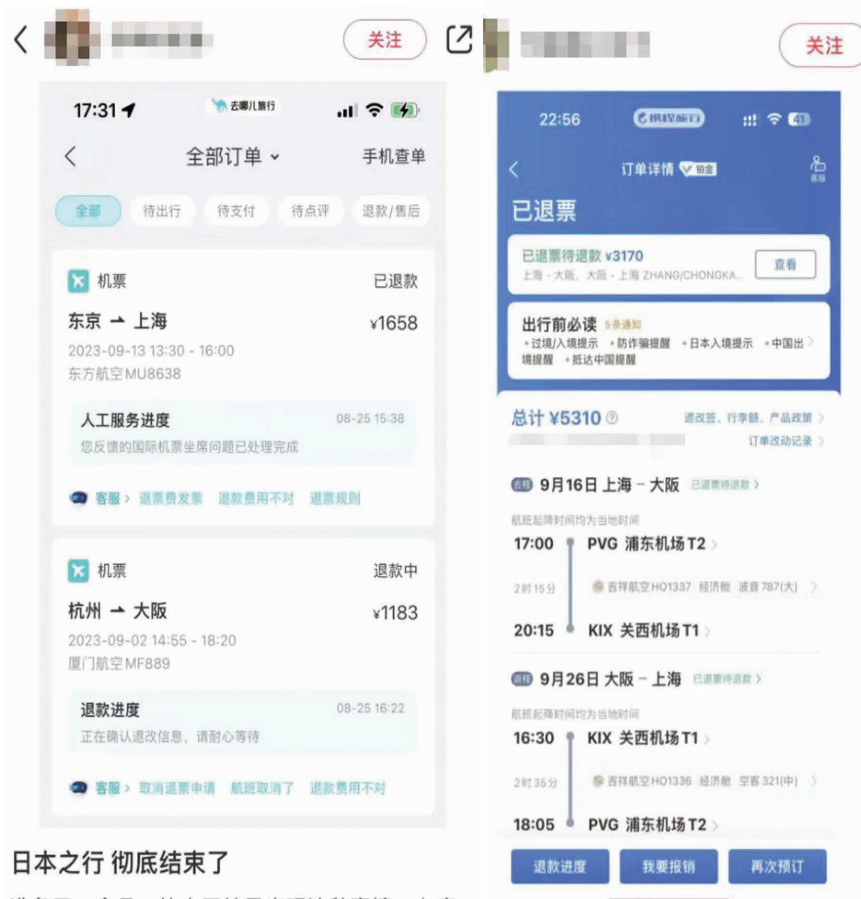 关注
17:31
去哪儿旅行
全部订单
手机查单
全部
待出行
待支付
待点评
退款/售后
机票
已退款
东京
上海
¥1658
2023-09-13 13:30 - 16:00
东方航空MU8638
人工服务进度
08-25 15:38
您反馈的国际机票坐席问题已处理完成
客服 > 退票费发票 退款费用不对 退票规则
机票
退款中
杭州
大阪
¥1183
2023-09-02 14:55 - 18:20
厦门航空MF889
退款进度
08-25 16:22
正在确认退改信息，请耐心等待
客服 > 取消退票申请 航班取消了 退款费用不对
日本之行 彻底结束了
关注
22:56
携程旅行
41
订单详情
铂金
客服
已退票
已退票待退款 ¥3170
上海 - 大阪、大阪 - 上海 ZHANG/CHONGKA...
查看
出行前必读 5条通知
•过境/入境提示 •防诈骗提醒 •日本入境提示 •中国出
境提醒 •抵达中国提醒
总计 ¥5310
退改签、行李额、产品政策 >
订单改动记录 >
去程 9月16日 上海 - 大阪 已退票待退款 >
航班起降时间均为当地时间
17:00 PVG 浦东机场 T2 >
2时15分 吉祥航空HO1337 经济舱 波音787(大) >
20:15 KIX 关西机场 T1 >
返程 9月26日 大阪 - 上海 已退票待退款 >
航班起降时间均为当地时间
16:30 KIX 关西机场 T1 >
2时35分 吉祥航空HO1336 经济舱 空客321(中) >
18:05 PVG 浦东机场 T2 >
退款进度
我要报销
再次预订